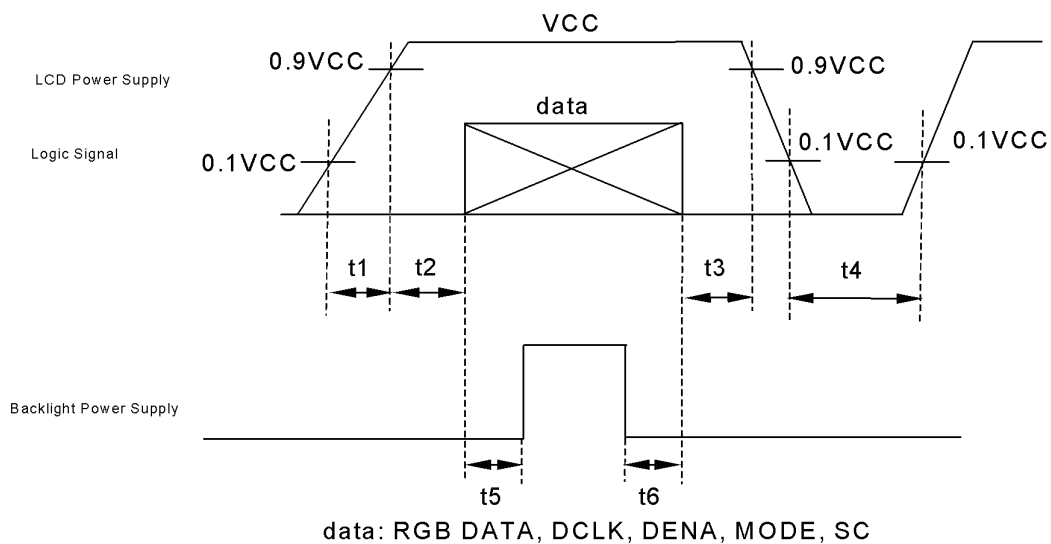 VCC
0.9VCC
0.9VCC
LCD Power Supply
data
Logic Signal
0.1VCC
0.1VCC
0.1VCC
t1
t2
t3
t4
Backlight Power Supply
t5
t6
data: RGB DATA, DCLK, DENA, MODE, SC